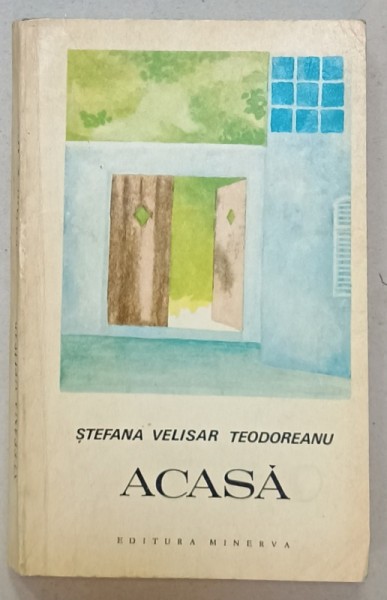 ȘTEFANA VELISAR TEODOREANU
ACASĂ
EDITURA MINERVA